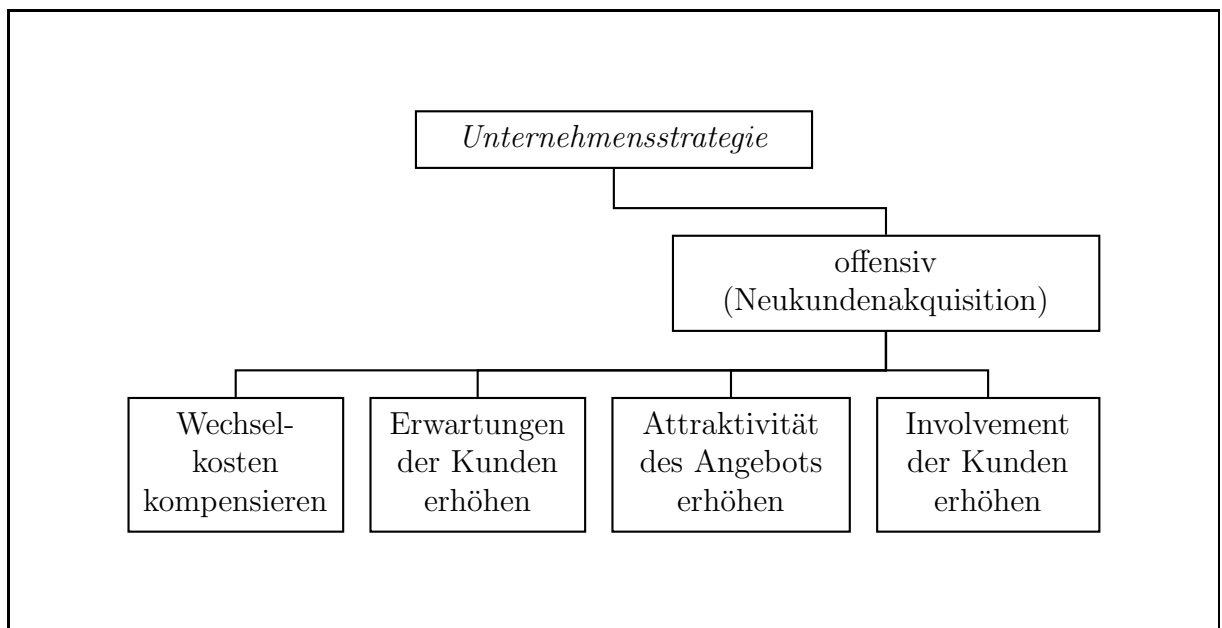 Unternehmensstrategie
offensiv
(Neukundenakquisition)
Wechsel-
kosten
kompensieren
Erwartungen
der Kunden
erhöhen
Attraktivität
des Angebots
erhöhen
Involvement
der Kunden
erhöhen